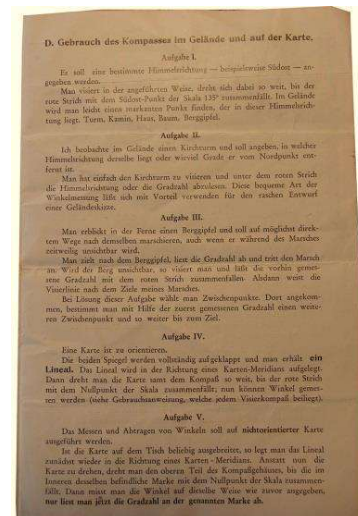 D. Gebrauch des Kompasses im Gelände und auf der Karte.
Aufgabe I.
Es soll eine bestimmte Himmelsrichtung — beispielsweise Südost — an-
gegeben werden.
Man visiert in der angeführten Weise, dreht sich dabei so weit, bis der
rote Strich mit dem Südost-Punkt der Skala 135° zusammenfällt. Im Gelände
wird man leicht einen markanten Punkt finden, der in dieser Himmelsrich-
tung liegt. Turm, Kamin, Haus, Baum, Berggipfel.
Aufgabe II.
Ich beobachte im Gelände einen Kirchturm und soll angeben, in welcher
Himmelsrichtung derselbe liegt oder wieviel Grade er vom Nordpunkt ent-
fernt ist.
Man hat einfach den Kirchturm zu visieren und unter dem roten Strich
die Himmelsrichtung oder die Gradzahl abzulesen. Diese bequeme Art der
Winkelmessung läßt sich mit Vorteil verwenden für den raschen Entwurf
einer Geländeskizze.
Aufgabe III.
Man erblickt in der Ferne einen Berggipfel und soll auf möglichst direk-
tem Wege nach demselben marschieren, auch wenn er während des Marsches
zeitweilig unsichtbar wird.
Man zielt nach dem Berggipfel, liest die Gradzahl ab und tritt den Marsch
an. Wird der Berg unsichtbar, so visiert man und läßt die vorhin gemes-
sene Gradzahl mit dem roten Strich zusammenfallen. Alsdann weist die
Visierlinie nach dem Ziele meines Marsches.
Bei Lösung dieser Aufgabe wählt man Zwischenpunkte. Dort angekom-
men, bestimmt man mit Hilfe der zuerst gemessenen Gradzahl einen weite-
ren Zwischenpunkt und so weiter bis zum Ziel.
Aufgabe IV.
Eine Karte ist zu orientieren.
Die beiden Spiegel werden vollständig aufgeklappt und man erhält ein
Lineal. Das Lineal wird in der Richtung eines Karten-Meridians aufgelegt.
Dann dreht man die Karte samt dem Kompaß so weit, bis der rote Strich
mit dem Nullpunkt der Skala zusammenfällt; nun können Winkel gemes-
sen werden (siehe Gebrauchsanweisung, welche jedem Visierkompaß beiliegt).
Aufgabe V.
Das Messen und Abtragen von Winkeln soll auf nichtorientierter Karte
ausgeführt werden.
Ist die Karte auf dem Tisch beliebig ausgebreitet, so legt man das Lineal
zunächst wieder in die Richtung eines Karten-Meridians. Anstatt nun die
Karte zu drehen, dreht man den oberen Teil des Kompaßgehäuses, bis die im
Inneren desselben befindliche Marke mit dem Nullpunkt der Skala zusammen-
fällt. Dann misst man die Winkel auf dieselbe Weise wie zuvor angegeben,
nur liest man jetzt die Gradzahl an der genannten Marke ab.